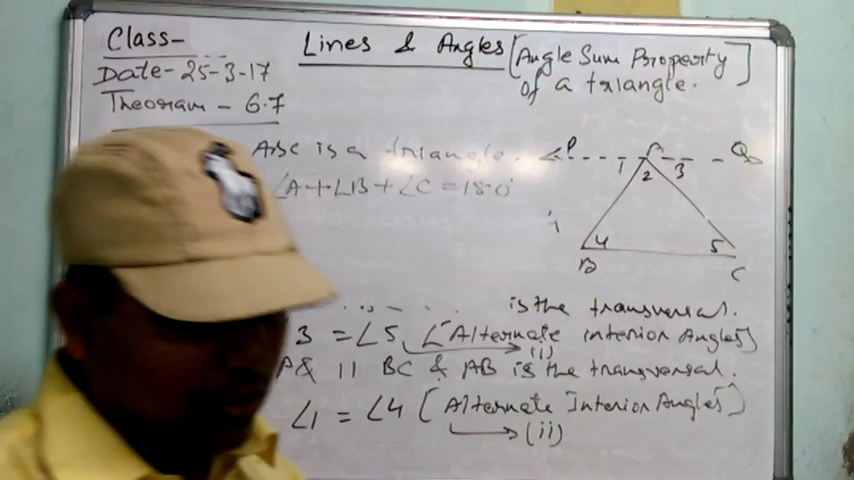 Class-
Lines & Angles [Angle Sum Property
of a triangle.]
Date- 25-3-17
Theoram - 6.7
ABC is a triangle.
∠A+∠B+∠C=180°
P A Q
1 2 3
4 5
B C
is the transversal.
3 = ∠5 [Alternate interior Angles]
(i)
PQ || BC & AB is the transversal.
∠1 = ∠4 [Alternate Interior Angles]
(ii)